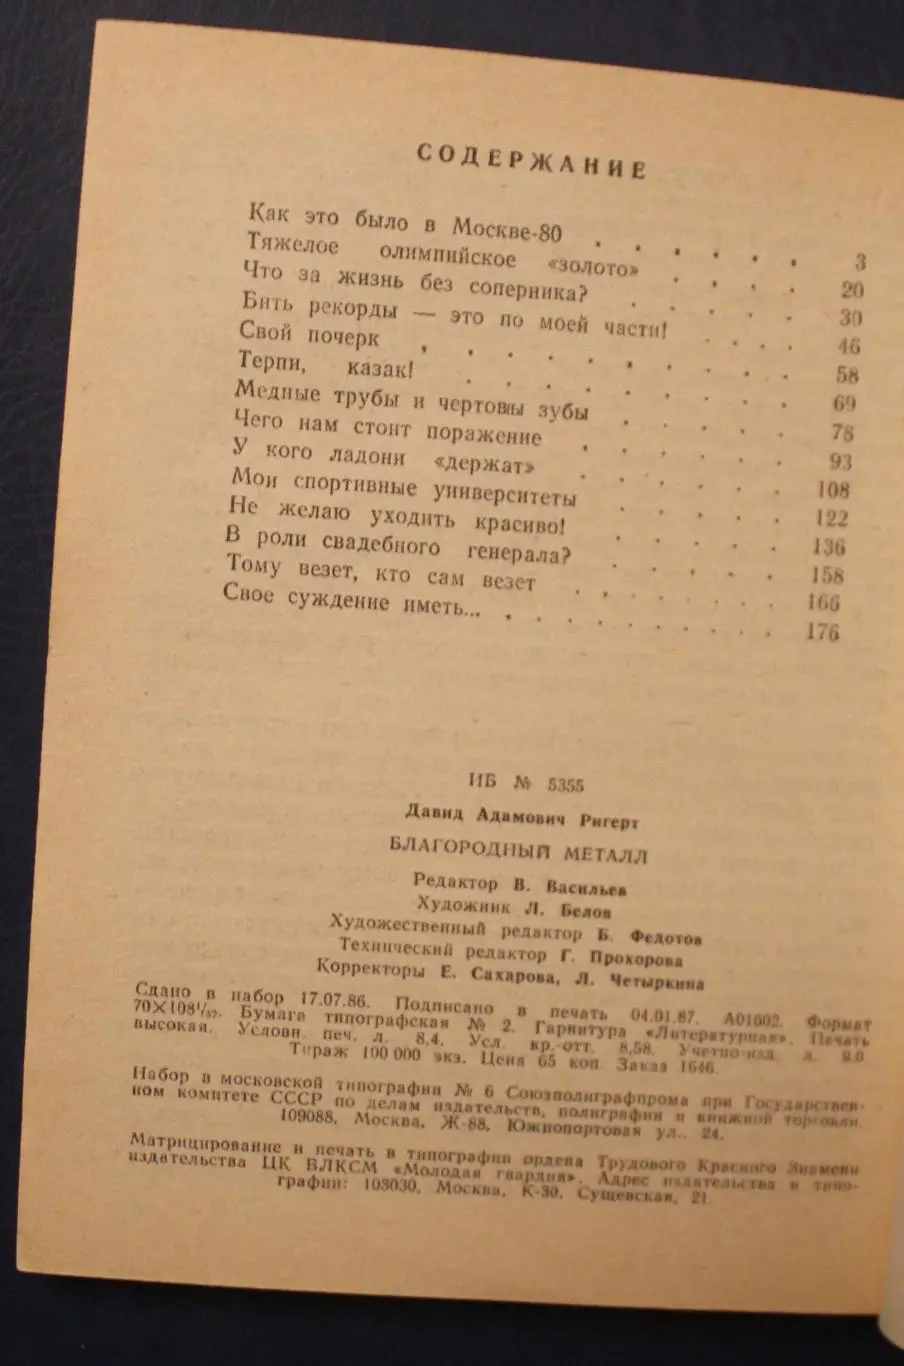 СОДЕРЖАНИЕ
Как это было в Москве-80 . . . . . . 3
Тяжелое олимпийское «золото» . . . . 20
Что за жизнь без соперника? . . . . . 30
Бить рекорды — это по моей части! . . . . 46
Свой почерк . . . . . . . . . . 58
Терпи, казак! . . . . . . . . . 69
Медные трубы и чертовы зубы . . . . . 78
Чего нам стоит поражение . . . . . . 93
У кого ладони «держат» . . . . . . 108
Мои спортивные университеты . . . . . 122
Не желаю уходить красиво! . . . . . 136
В роли свадебного генерала? . . . . . 158
Тому везет, кто сам везет . . . . . . 166
Свое суждение иметь... . . . . . . . . . 176
ИБ № 5355
Давид Адамович Ригерт
БЛАГОРОДНЫЙ МЕТАЛЛ
Редактор В. Васильев
Художник Л. Белов
Художественный редактор Б. Федотов
Технический редактор Г. Прохорова
Корректоры Е. Сахарова, Л. Четыркина
Сдано в набор 17.07.86. Подписано в печать 04.01.87. А01602. Формат
70×108¹/₃₂. Бумага типографская № 2. Гарнитура «Литературная». Печать
высокая. Условн. печ. л. 8,4. Усл. кр.-отт. 8,58. Учетно-изд. л. 9,0.
Тираж 100 000 экз. Цена 65 коп. Заказ 1646.
Набор в московской типографии № 6 Союзполиграфпрома при Государствен-
ном комитете СССР по делам издательств, полиграфии и книжной торговли.
109088, Москва, Ж-88, Южнопортовая ул., 24.
Матрицирование и печать в типографии ордена Трудового Красного Знамени
издательства ЦК ВЛКСМ «Молодая гвардия». Адрес издательства и типо-
графии: 103030, Москва, К-30, Сущевская, 21.